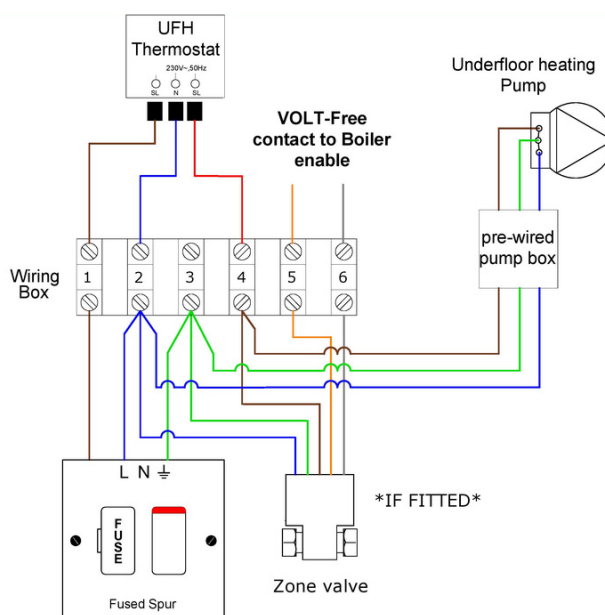 UFH
Thermostat
230V~,50Hz
SL N SL
Underfloor heating
Pump
VOLT-Free
contact to Boiler
enable
pre-wired
pump box
Wiring
Box
1 2 3 4 5 6
L N
FUSE
Fused Spur
*IF FITTED*
Zone valve